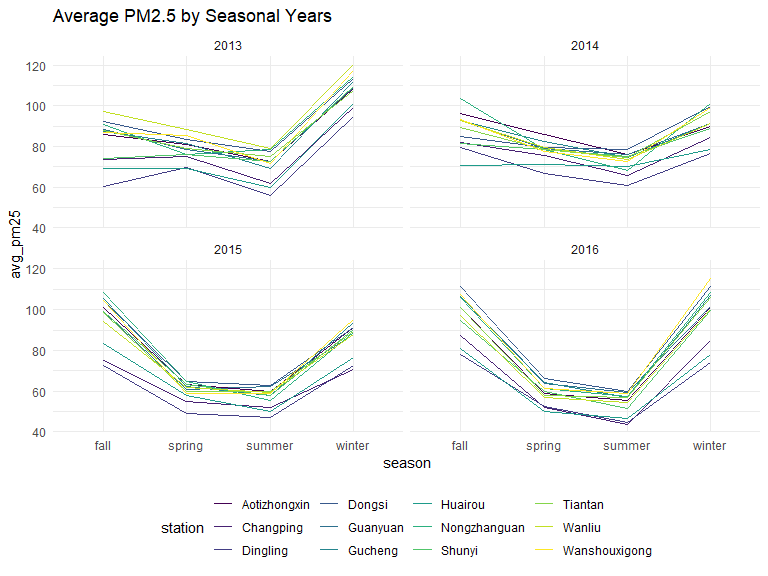 Average PM2.5 by Seasonal Years
2013 2014
120
100
80
60
40
avg_pm25
2015 2016
120
100
80
60
40
fall spring summer winter fall spring summer winter
season
station
Aotizhongxin Dongsi Huairou Tiantan
Changping Guanyuan Nongzhanguan Wanliu
Dingling Gucheng Shunyi Wanshouxigong